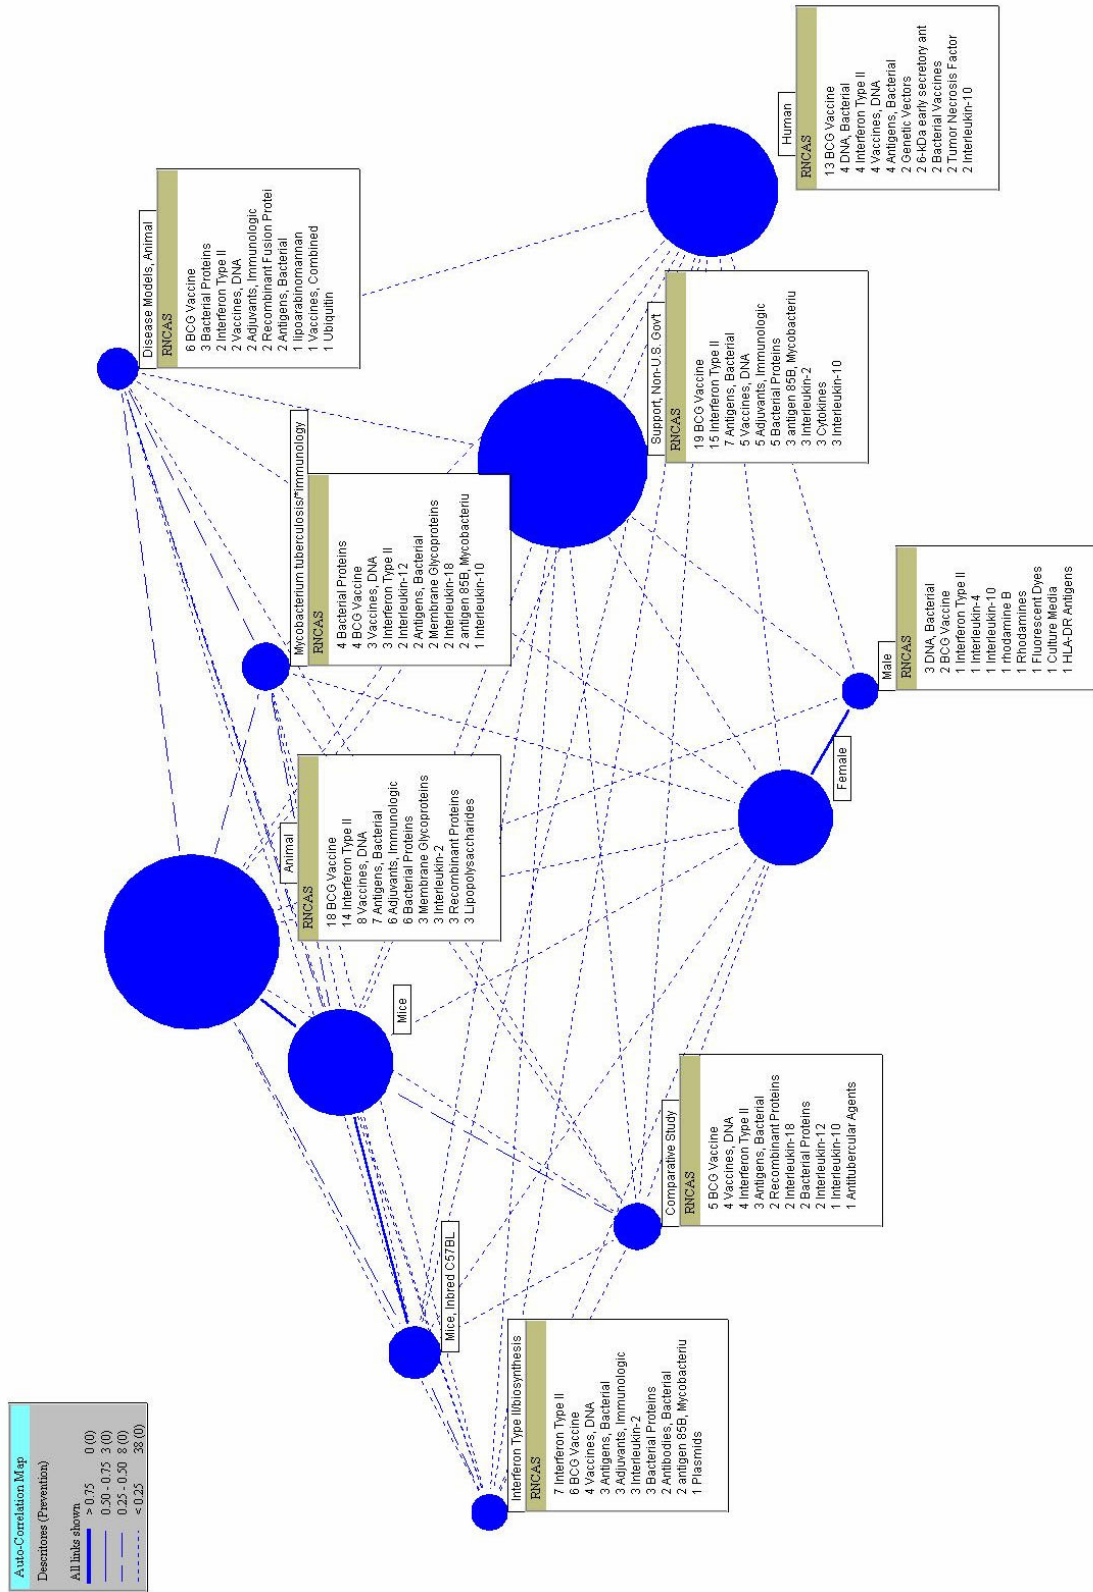 Auto-Correlation Map
Descritores (Prevention)
All links shown
> 0.75 0 (0)
0.50 - 0.75 3 (0)
0.25 - 0.50 8 (0)
< 0.25 38 (0)
Disease Models, Animal
RNCAS
6 BCG Vaccine
3 Bacterial Proteins
2 Interferon Type II
2 Vaccines, DNA
2 Adjuvants, Immunologic
2 Recombinant Fusion Protei
2 Antigens, Bacterial
1 lipoarabinomannan
1 Vaccines, Combined
1 Ubiquitin
Mycobacterium tuberculosis/*immunology
RNCAS
4 Bacterial Proteins
4 BCG Vaccine
3 Vaccines, DNA
3 Interferon Type II
2 Interleukin-12
2 Antigens, Bacterial
2 Membrane Glycoproteins
2 Interleukin-18
2 antigen 85B, Mycobacteriu
1 Interleukin-10
Animal
RNCAS
18 BCG Vaccine
14 Interferon Type II
8 Vaccines, DNA
7 Antigens, Bacterial
6 Adjuvants, Immunologic
6 Bacterial Proteins
3 Membrane Glycoproteins
3 Interleukin-2
3 Recombinant Proteins
3 Lipopolysaccharides
Mice
Mice, Inbred C57BL
Interferon Type II/biosynthesis
RNCAS
7 Interferon Type II
6 BCG Vaccine
4 Vaccines, DNA
3 Antigens, Bacterial
3 Adjuvants, Immunologic
3 Interleukin-2
3 Bacterial Proteins
2 Antibodies, Bacterial
2 antigen 85B, Mycobacteriu
1 Plasmids
Human
RNCAS
13 BCG Vaccine
4 DNA, Bacterial
4 Interferon Type II
4 Vaccines, DNA
4 Antigens, Bacterial
2 Genetic Vectors
2 6-kDa early secretory ant
2 Bacterial Vaccines
2 Tumor Necrosis Factor
2 Interleukin-10
Support, Non-U.S. Gov't
RNCAS
19 BCG Vaccine
15 Interferon Type II
7 Antigens, Bacterial
5 Vaccines, DNA
5 Adjuvants, Immunologic
5 Bacterial Proteins
3 antigen 85B, Mycobacteriu
3 Interleukin-2
3 Cytokines
3 Interleukin-10
Comparative Study
RNCAS
5 BCG Vaccine
4 Vaccines, DNA
4 Interferon Type II
3 Antigens, Bacterial
2 Recombinant Proteins
2 Interleukin-18
2 Bacterial Proteins
2 Interleukin-12
1 Interleukin-10
1 Antitubercular Agents
Female
Male
RNCAS
3 DNA, Bacterial
2 BCG Vaccine
1 Interferon Type II
1 Interleukin-4
1 Interleukin-10
1 rhodamine B
1 Rhodamines
1 Fluorescent Dyes
1 Culture Media
1 HLA-DR Antigens